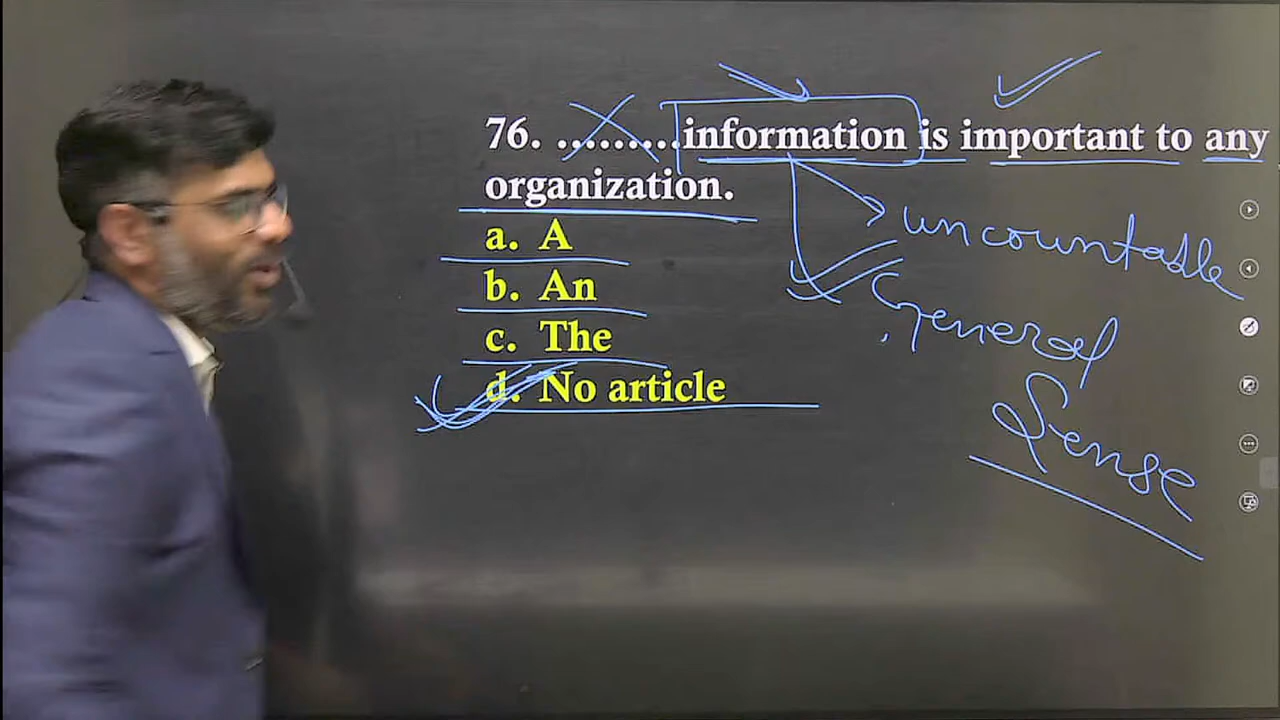 76. .........information is important to any
organization.
a. A
b. An
c. The
d. No article
uncountable
General
Sense